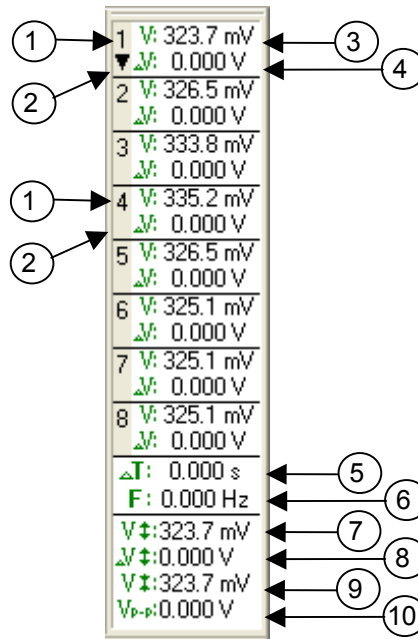 1 1 V: 323.7 mV 3
▼ ΔV: 0.000 V 4
2 2 V: 326.5 mV
ΔV: 0.000 V
3 V: 333.8 mV
ΔV: 0.000 V
1 4 V: 335.2 mV
2 ΔV: 0.000 V
5 V: 326.5 mV
ΔV: 0.000 V
6 V: 325.1 mV
ΔV: 0.000 V
7 V: 325.1 mV
ΔV: 0.000 V
8 V: 325.1 mV
ΔV: 0.000 V
ΔT: 0.000 s 5
F: 0.000 Hz 6
V↕:323.7 mV 7
ΔV↕:0.000 V 8
V↕:323.7 mV 9
Vp-p:0.000 V 10